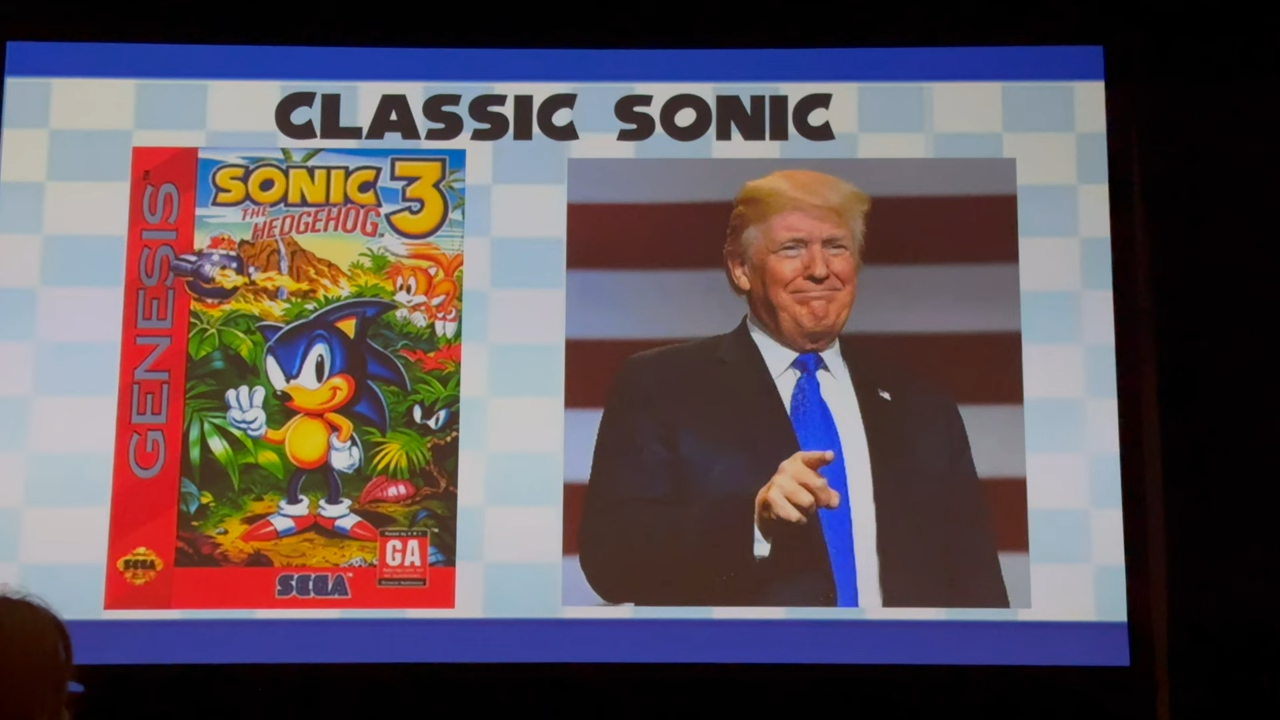 CLASSIC SONIC
GENESIS
SONIC
THE
HEDGEHOG
3
GA
SEGA
SEGA